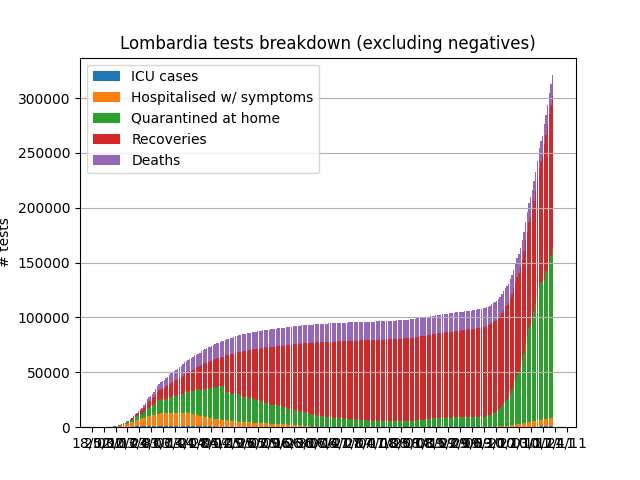 Lombardia tests breakdown (excluding negatives)
ICU cases
Hospitalised w/ symptoms
Quarantined at home
Recoveries
Deaths
# tests
300000
250000
200000
150000
100000
50000
0